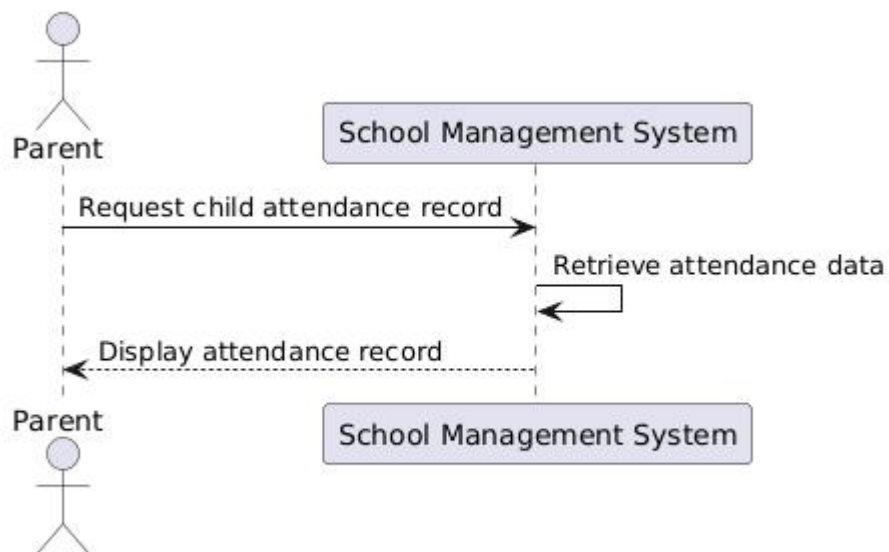 Parent
School Management System
Request child attendance record
Retrieve attendance data
Display attendance record
Parent
School Management System